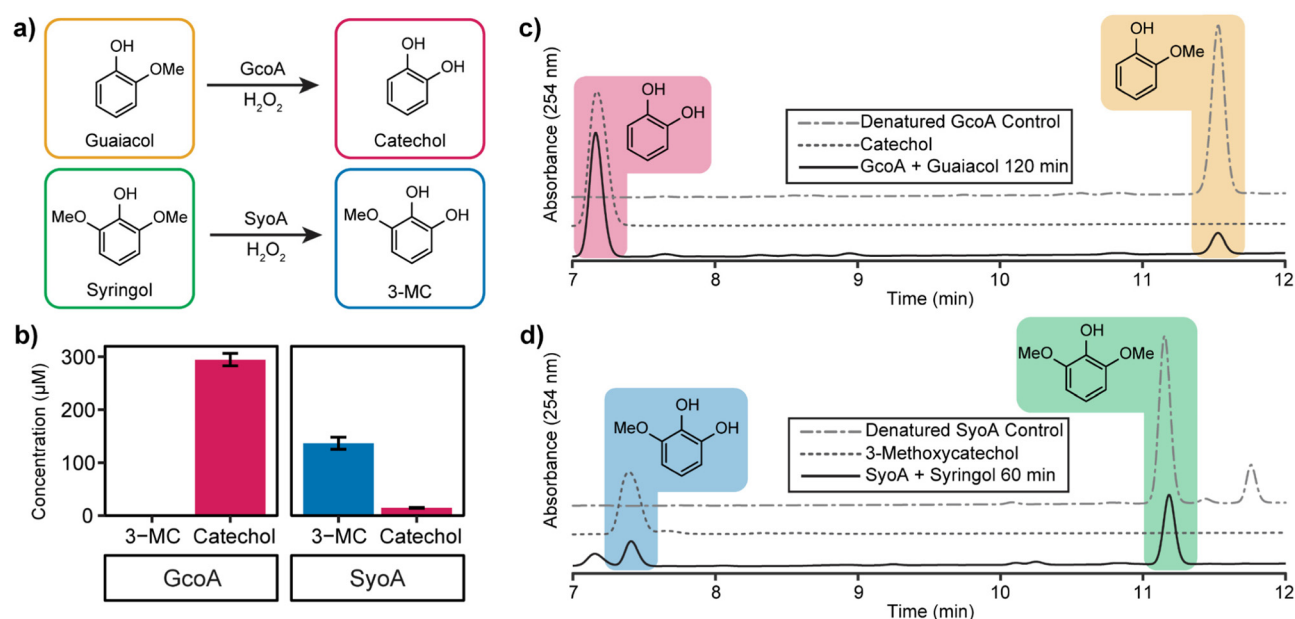 a)
OH
OMe
Guaiacol
GcoA
H2O2
OH
OH
Catechol
OH
MeO
OMe
Syringol
SyoA
H2O2
OH
MeO
OH
3-MC
b)
Concentration (µM)
300
200
100
0
3−MC Catechol
3−MC Catechol
GcoA
SyoA
c)
Absorbance (254 nm)
OH
OH
Denatured GcoA Control
Catechol
GcoA + Guaiacol 120 min
OH
OMe
7 8 9 10 11 12
Time (min)
d)
Absorbance (254 nm)
OH
MeO
OH
Denatured SyoA Control
3-Methoxycatechol
SyoA + Syringol 60 min
OH
MeO
OMe
7 8 9 10 11 12
Time (min)